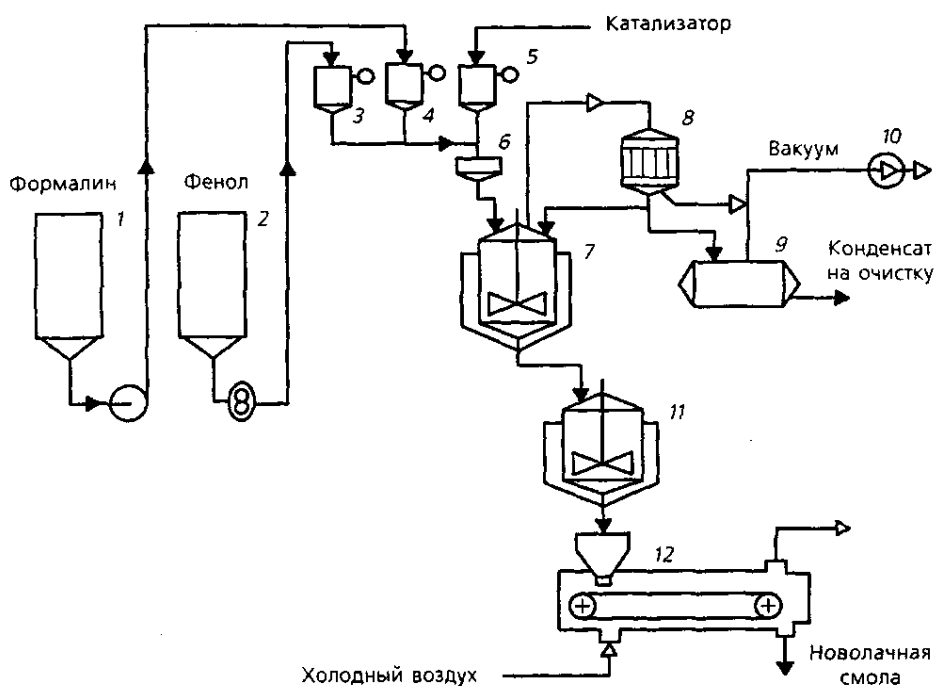 Катализатор
5
3
4
6
8
10
Вакуум
Формалин
1
Фенол
2
7
9
Конденсат
на очистку
11
12
Холодный воздух
Новолачная
смола